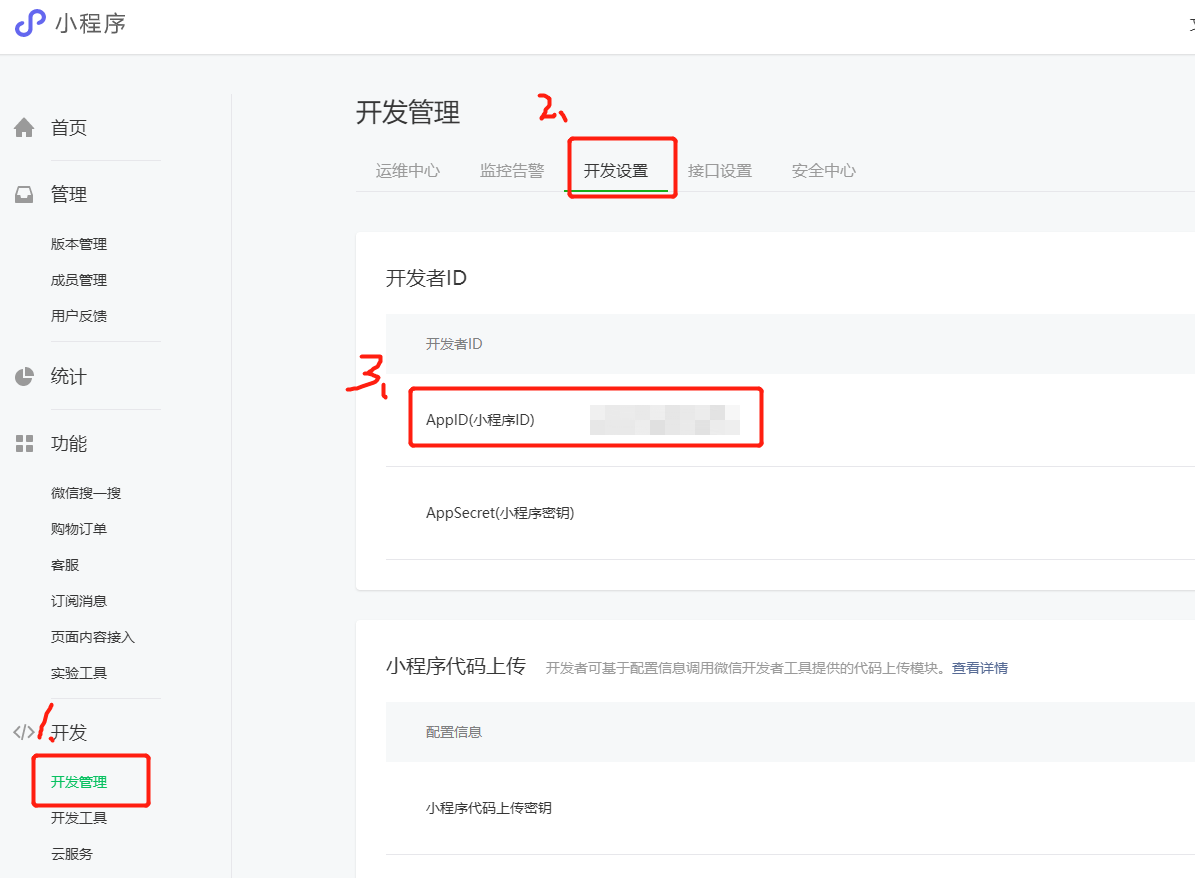 小程序
首页
管理
版本管理
成员管理
用户反馈
统计
功能
微信搜一搜
购物订单
客服
订阅消息
页面内容接入
实验工具
1.
</> 开发
开发管理
开发工具
云服务
开发管理
2、
运维中心 监控告警 开发设置 接口设置 安全中心
开发者ID
开发者ID
3、
AppID(小程序ID)
AppSecret(小程序密钥)
小程序代码上传 开发者可基于配置信息调用微信开发者工具提供的代码上传模块。查看详情
配置信息
小程序代码上传密钥